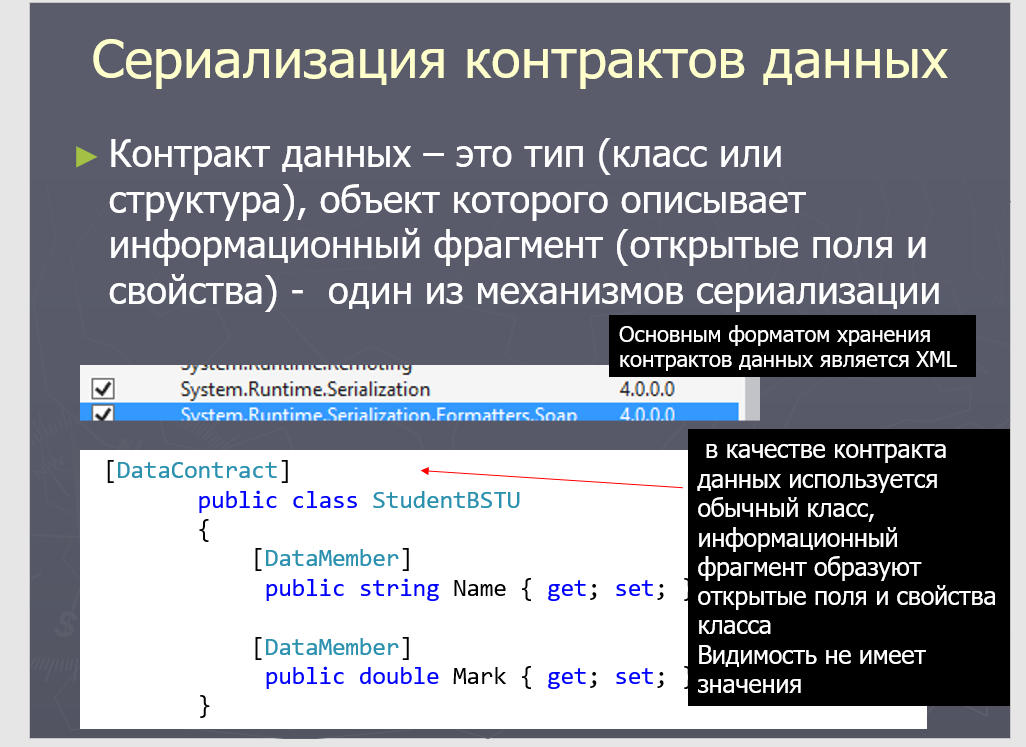 Сериализация контрактов данных
► Контракт данных – это тип (класс или
структура), объект которого описывает
информационный фрагмент (открытые поля и
свойства) - один из механизмов сериализации
Основным форматом хранения
контрактов данных является XML
System.Runtime.Remoting
System.Runtime.Serialization 4.0.0.0
System.Runtime.Serialization.Formatters.Soap 4.0.0.0
[DataContract]
public class StudentBSTU
{
[DataMember]
public string Name { get; set; }
[DataMember]
public double Mark { get; set; }
}
в качестве контракта
данных используется
обычный класс,
информационный
фрагмент образуют
открытые поля и свойства
класса
Видимость не имеет
значения